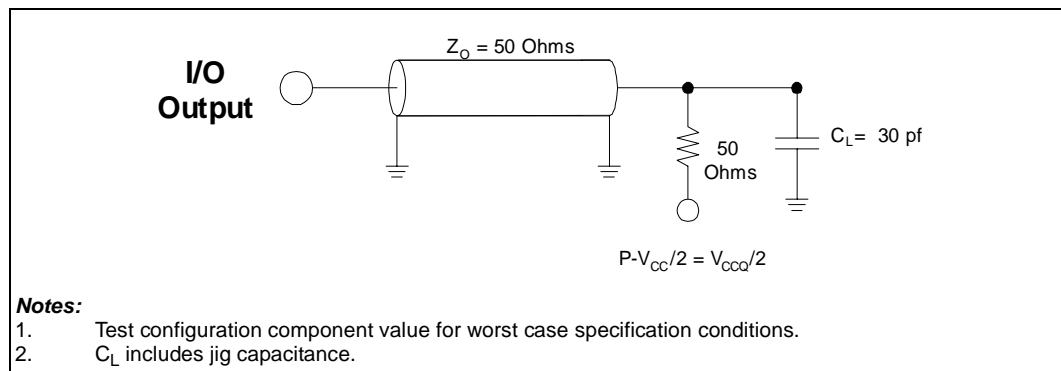 Z_O = 50 Ohms
I/O
Output
50
Ohms
C_L= 30 pf
P-V_CC/2 = V_CCQ/2
Notes:
1. Test configuration component value for worst case specification conditions.
2. C_L includes jig capacitance.